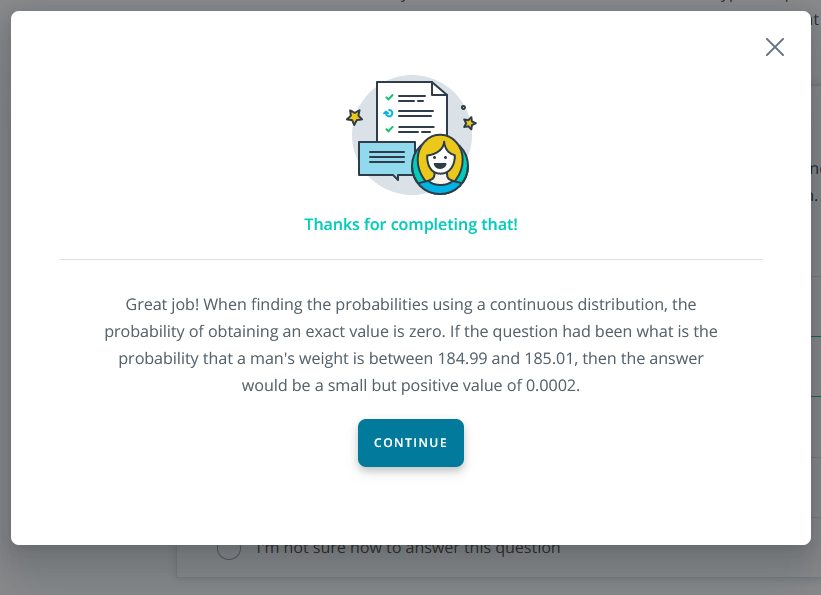 Thanks for completing that!
Great job! When finding the probabilities using a continuous distribution, the
probability of obtaining an exact value is zero. If the question had been what is the
probability that a man's weight is between 184.99 and 185.01, then the answer
would be a small but positive value of 0.0002.
CONTINUE
I'm not sure how to answer this question